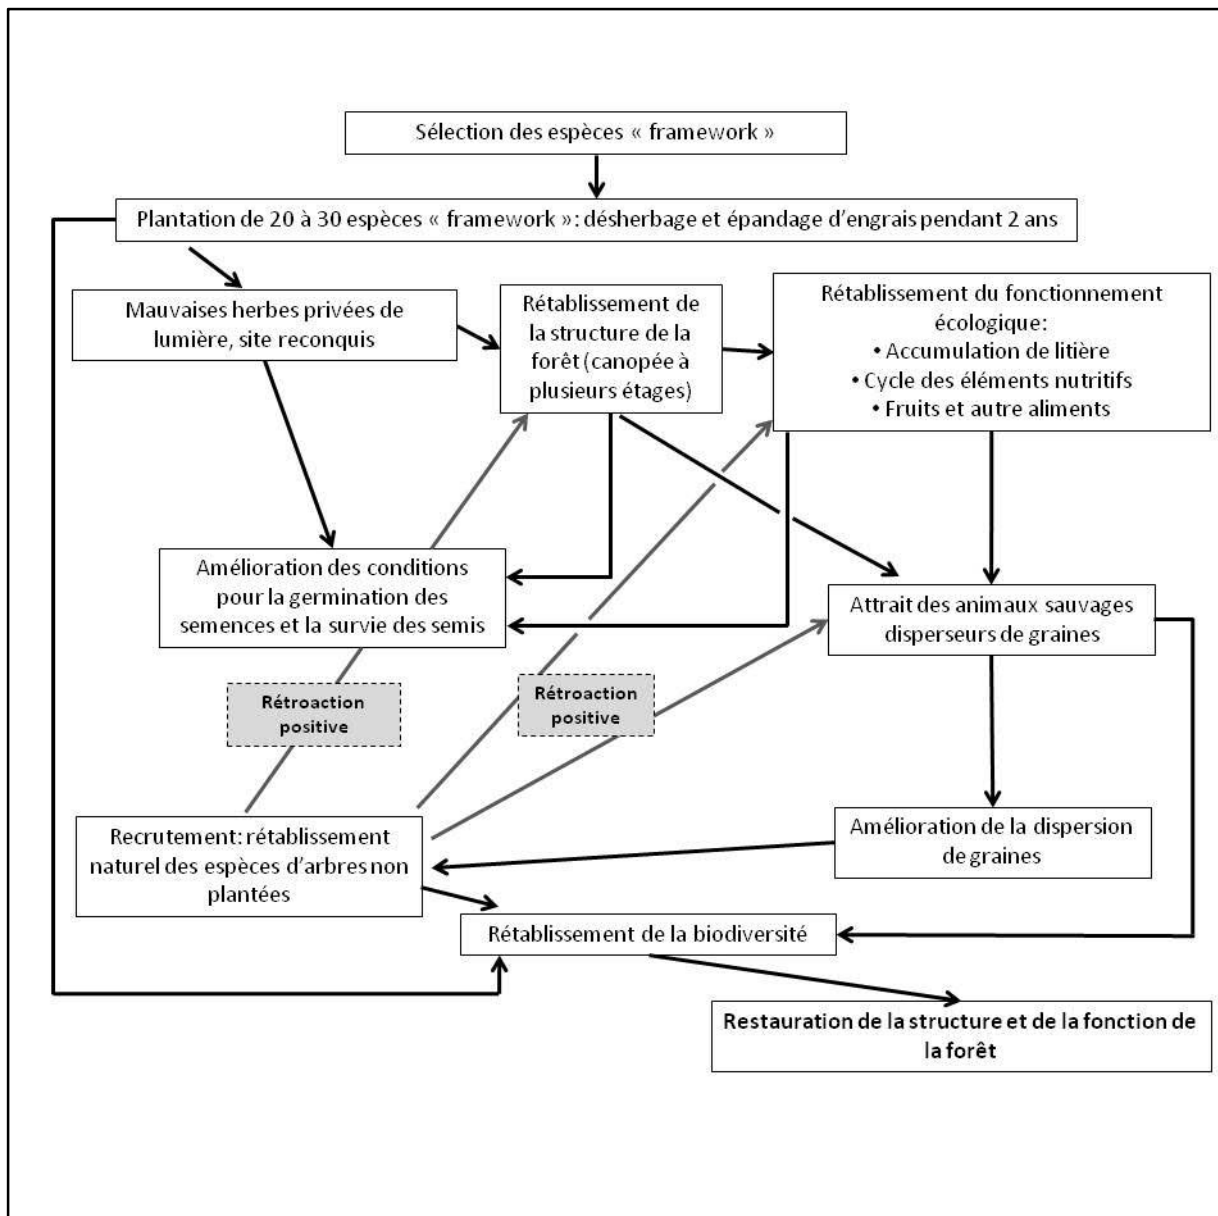 Sélection des espèces « framework »
Plantation de 20 à 30 espèces « framework »: désherbage et épandage d'engrais pendant 2 ans
Mauvaises herbes privées de
lumière, site reconquis
Rétablissement de
la structure de la
forêt (canopée à
plusieurs étages)
Rétablissement du fonctionnement
écologique:
• Accumulation de litière
• Cycle des éléments nutritifs
• Fruits et autre aliments
Amélioration des conditions
pour la germination des
semences et la survie des semis
Attrait des animaux sauvages
disperseurs de graines
Rétroaction
positive
Rétroaction
positive
Recrutement: rétablissement
naturel des espèces d'arbres non
plantées
Amélioration de la dispersion
de graines
Rétablissement de la biodiversité
Restauration de la structure et de la fonction de
la forêt